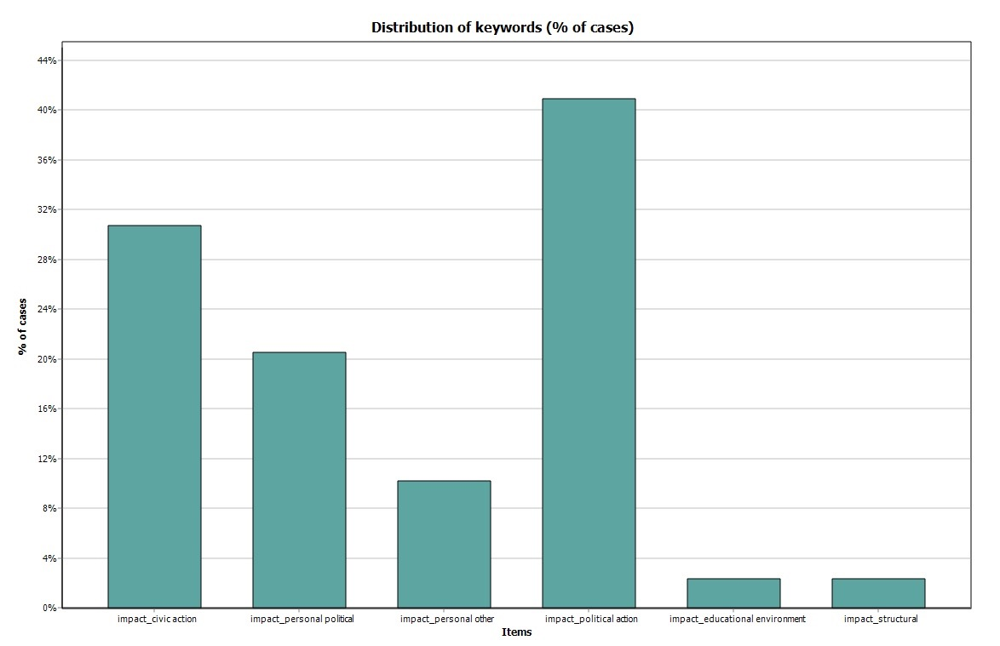 Distribution of keywords (% of cases)
44%
40%
36%
32%
28%
24%
20%
16%
12%
8%
4%
0%
% of cases
impact_civic action
impact_personal political
impact_personal other
impact_political action
impact_educational environment
impact_structural
Items